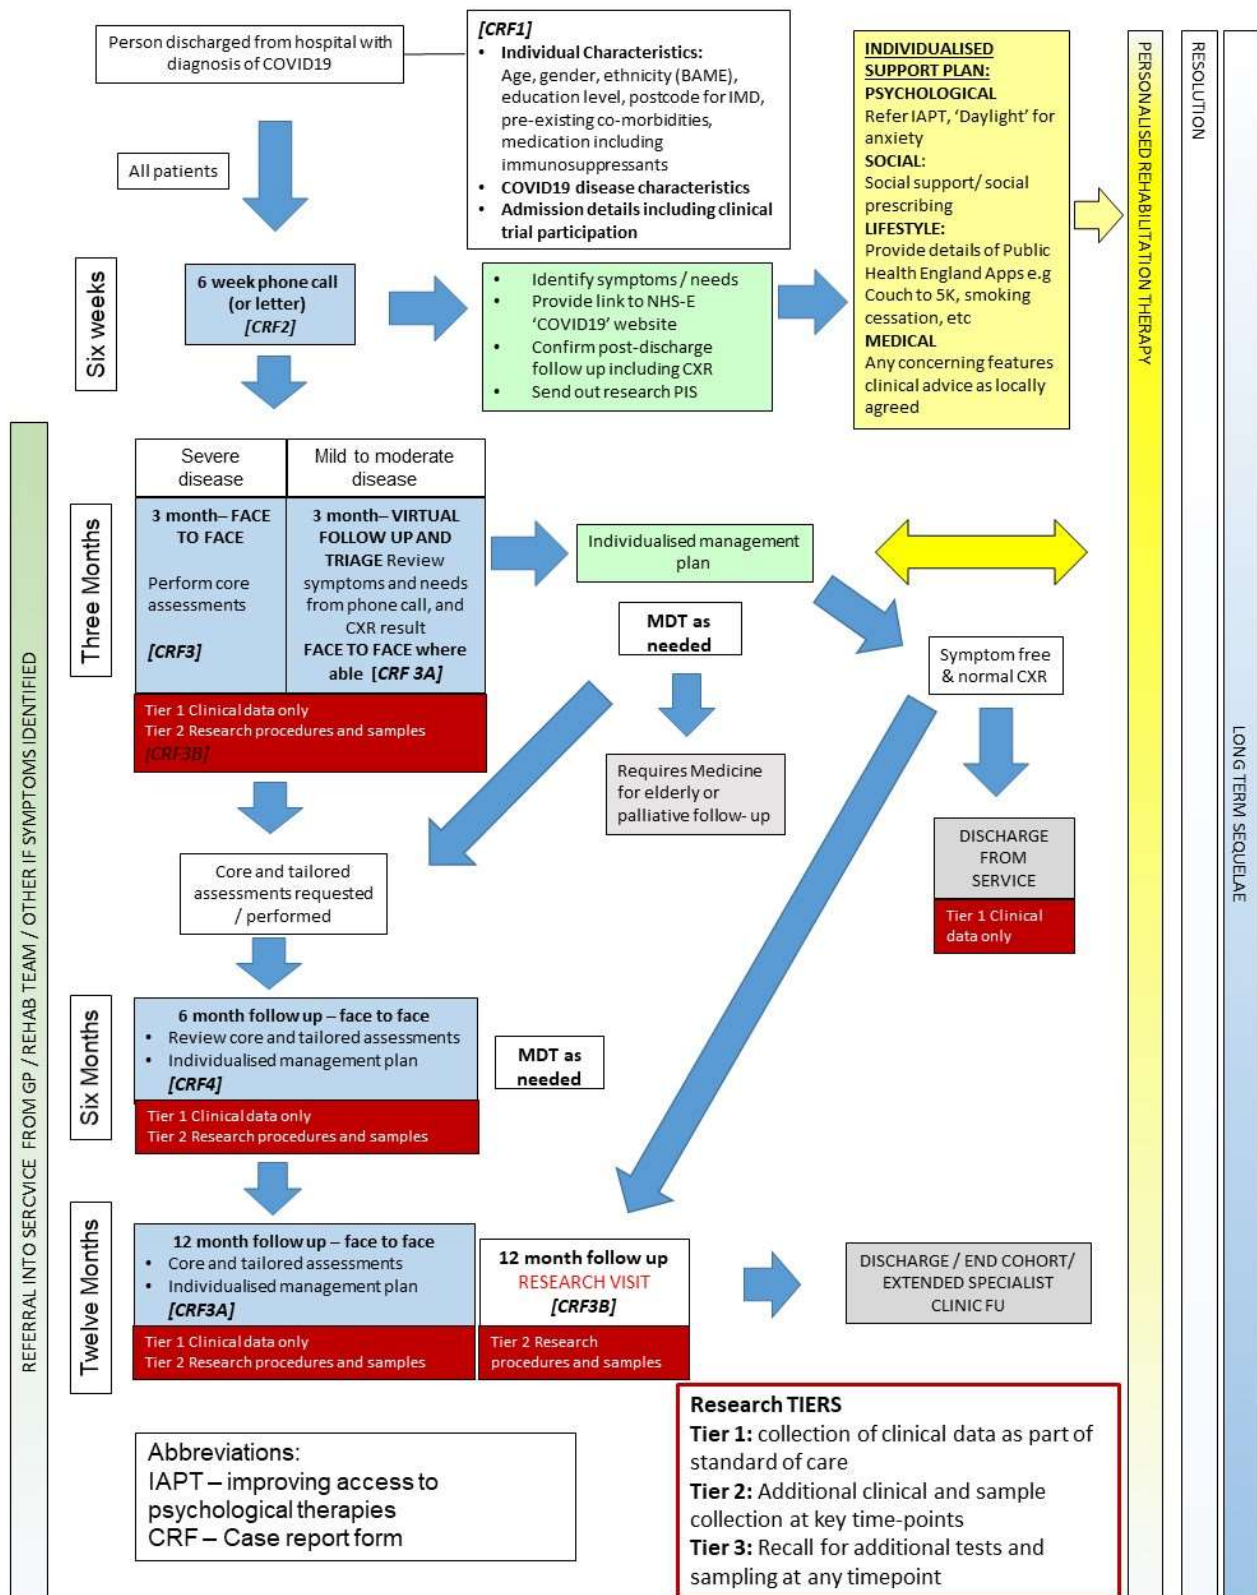 Person discharged from hospital with
diagnosis of COVID19
[CRF1]
• Individual Characteristics:
Age, gender, ethnicity (BAME),
education level, postcode for IMD,
pre-existing co-morbidities,
medication including
immunosuppressants
• COVID19 disease characteristics
• Admission details including clinical
trial participation
INDIVIDUALISED
SUPPORT PLAN:
PSYCHOLOGICAL
Refer IAPT, 'Daylight' for
anxiety
SOCIAL:
Social support/ social
prescribing
LIFESTYLE:
Provide details of Public
Health England Apps e.g
Couch to 5K, smoking
cessation, etc
MEDICAL
Any concerning features
clinical advice as locally
agreed
PERSONALISED REHABILITATION THERAPY
RESOLUTION
LONG TERM SEQUELAE
All patients
Six weeks
6 week phone call
(or letter)
[CRF2]
• Identify symptoms / needs
• Provide link to NHS-E
'COVID19' website
• Confirm post-discharge
follow up including CXR
• Send out research PIS
REFERRAL INTO SERCVICE FROM GP / REHAB TEAM / OTHER IF SYMPTOMS IDENTIFIED
Three Months
Severe
disease
Mild to moderate
disease
3 month– FACE
TO FACE
Perform core
assessments
[CRF3]
3 month– VIRTUAL
FOLLOW UP AND
TRIAGE Review
symptoms and needs
from phone call, and
CXR result
FACE TO FACE where
able [CRF 3A]
Tier 1 Clinical data only
Tier 2 Research procedures and samples
[CRF3B]
Individualised management
plan
MDT as
needed
Symptom free
& normal CXR
Requires Medicine
for elderly or
palliative follow- up
DISCHARGE
FROM
SERVICE
Tier 1 Clinical
data only
Core and tailored
assessments requested
/ performed
Six Months
6 month follow up – face to face
• Review core and tailored assessments
• Individualised management plan
[CRF4]
Tier 1 Clinical data only
Tier 2 Research procedures and samples
MDT as
needed
Twelve Months
12 month follow up – face to face
• Core and tailored assessments
• Individualised management plan
[CRF3A]
Tier 1 Clinical data only
Tier 2 Research procedures and samples
12 month follow up
RESEARCH VISIT
[CRF3B]
Tier 2 Research
procedures and samples
DISCHARGE / END COHORT/
EXTENDED SPECIALIST
CLINIC FU
Abbreviations:
IAPT – improving access to
psychological therapies
CRF – Case report form
Research TIERS
Tier 1: collection of clinical data as part of
standard of care
Tier 2: Additional clinical and sample
collection at key time-points
Tier 3: Recall for additional tests and
sampling at any timepoint